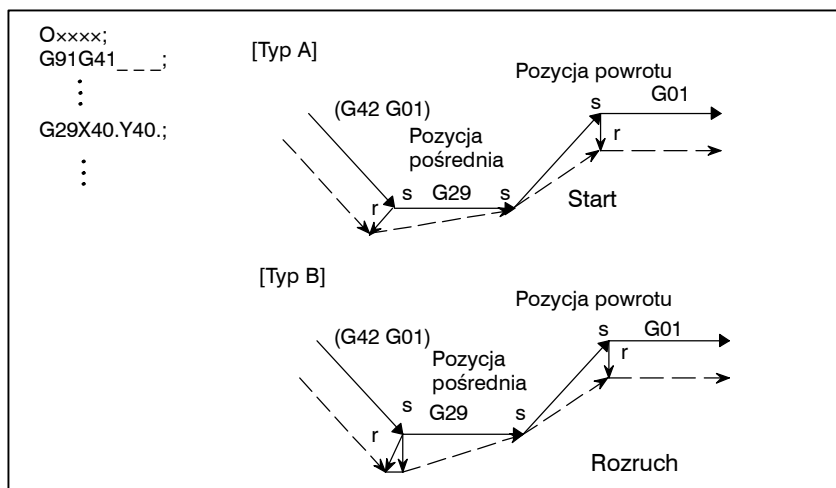 O××××;
G91G41_ _ _;
G29X40.Y40.;
[Typ A]
Pozycja powrotu
s
G01
(G42 G01)
r
Pozycja
pośrednia
s
G29
s
r
Start
[Typ B]
Pozycja powrotu
s
G01
(G42 G01)
r
Pozycja
pośrednia
s
G29
s
r
Rozruch